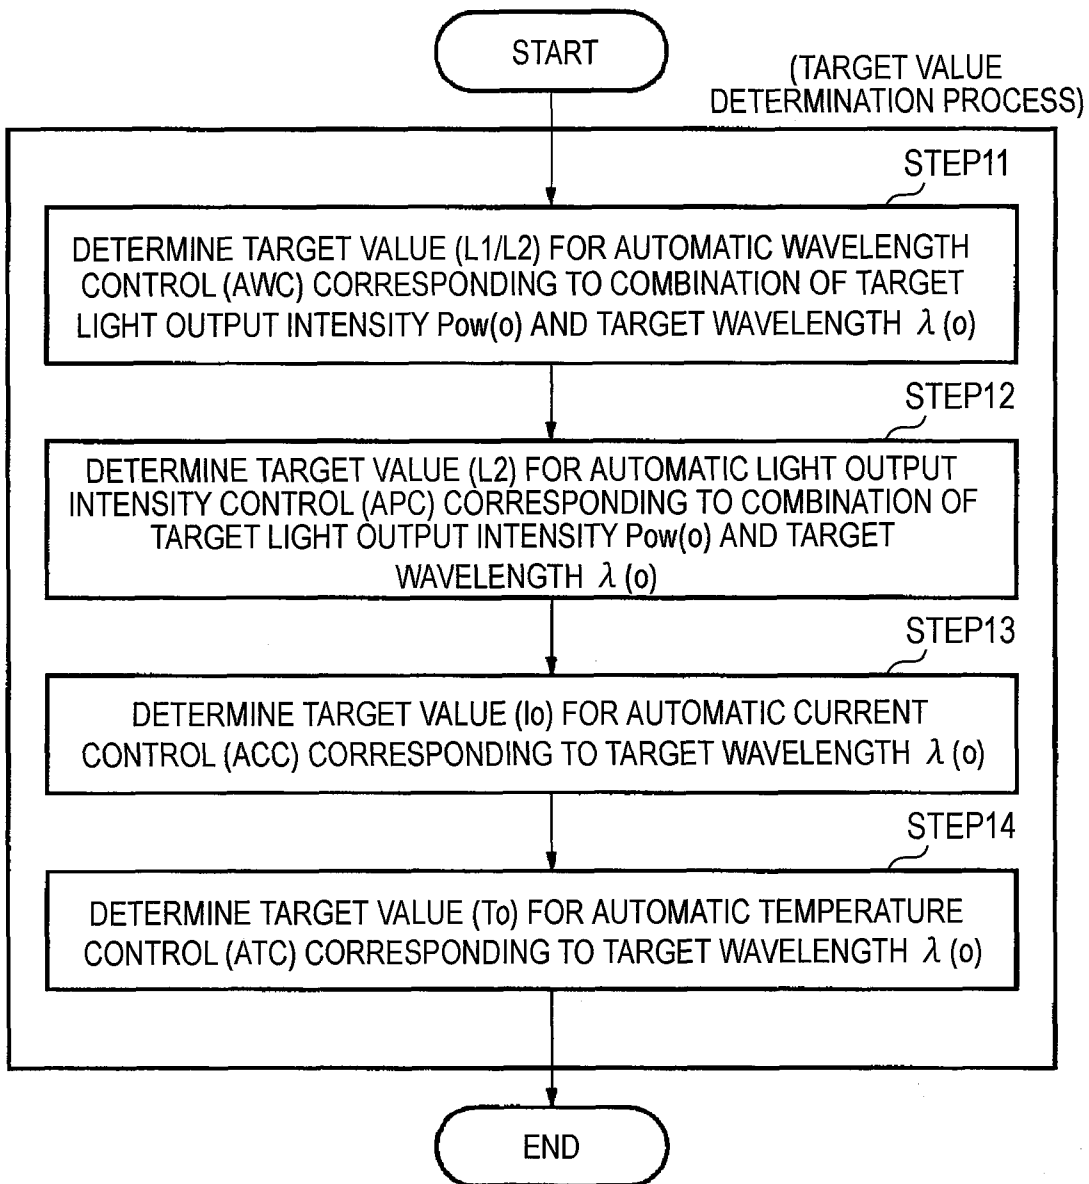 START
(TARGET VALUE
DETERMINATION PROCESS)
STEP11
DETERMINE TARGET VALUE (L1/L2) FOR AUTOMATIC WAVELENGTH
CONTROL (AWC) CORRESPONDING TO COMBINATION OF TARGET
LIGHT OUTPUT INTENSITY Pow(o) AND TARGET WAVELENGTH λ (o)
STEP12
DETERMINE TARGET VALUE (L2) FOR AUTOMATIC LIGHT OUTPUT
INTENSITY CONTROL (APC) CORRESPONDING TO COMBINATION OF
TARGET LIGHT OUTPUT INTENSITY Pow(o) AND TARGET
WAVELENGTH λ (o)
STEP13
DETERMINE TARGET VALUE (Io) FOR AUTOMATIC CURRENT
CONTROL (ACC) CORRESPONDING TO TARGET WAVELENGTH λ (o)
STEP14
DETERMINE TARGET VALUE (To) FOR AUTOMATIC TEMPERATURE
CONTROL (ATC) CORRESPONDING TO TARGET WAVELENGTH λ (o)
END